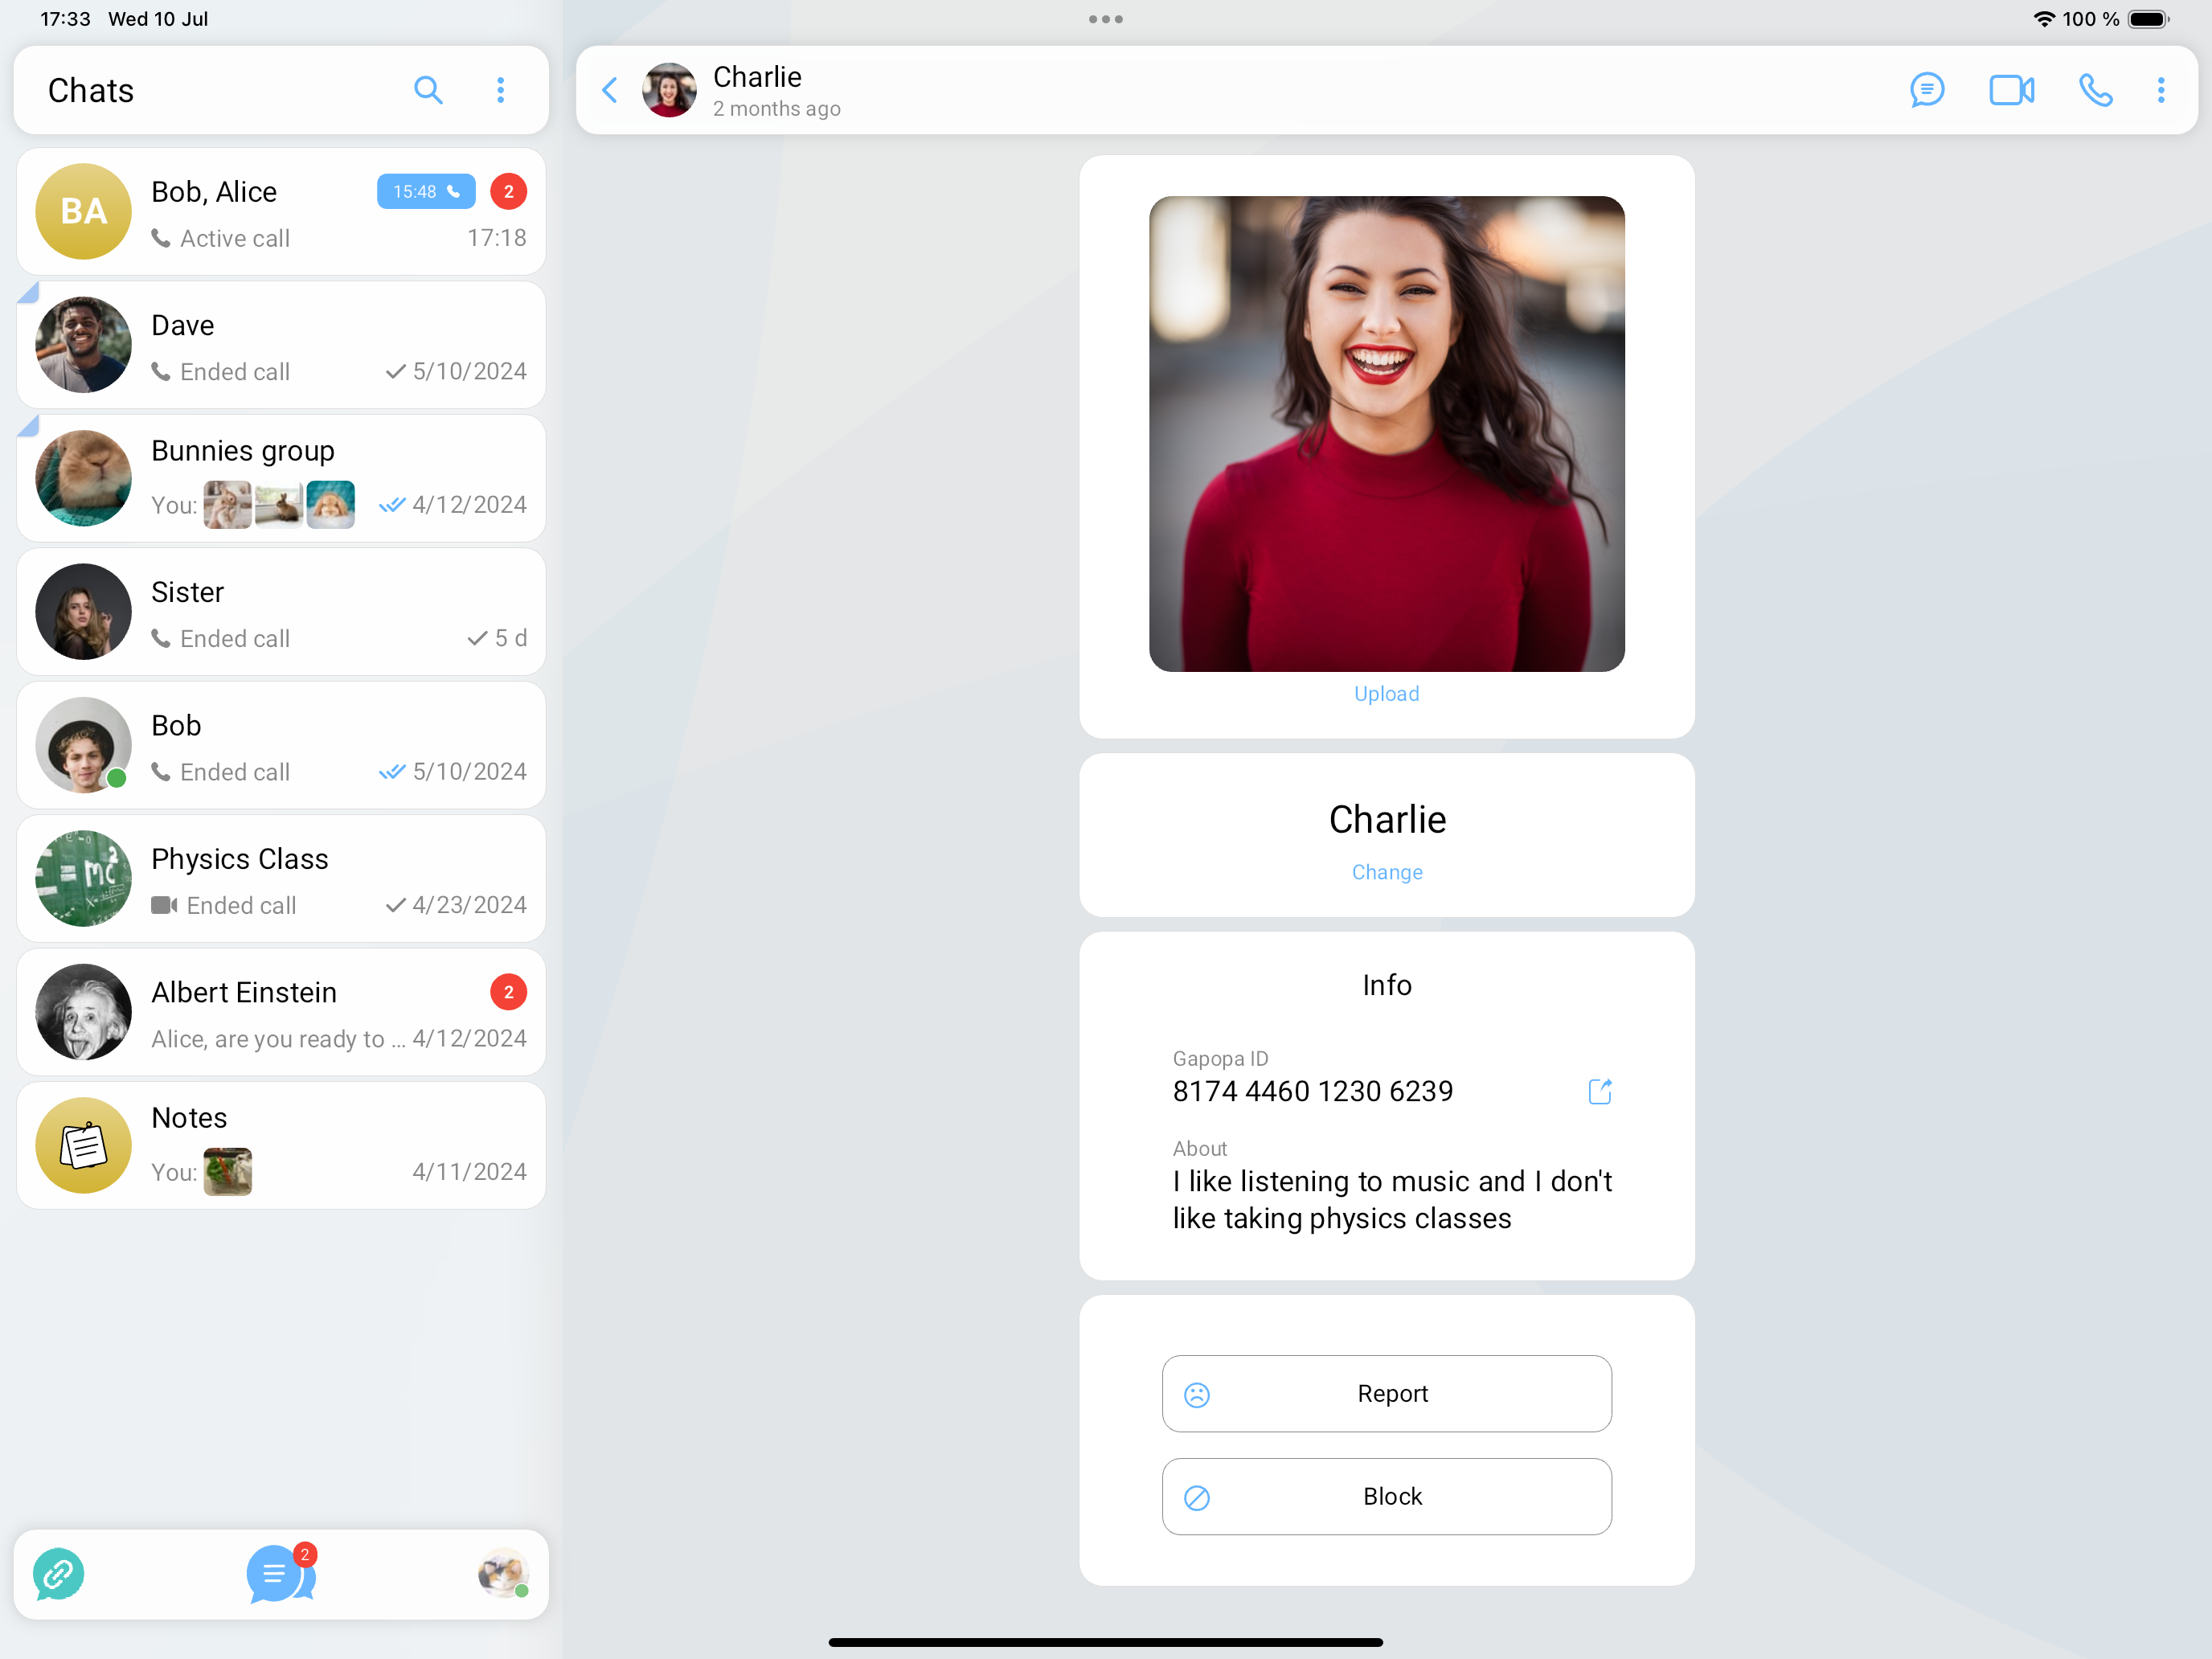 17:33 Wed 10 Jul
100 %
Chats
BA
Bob, Alice
15:48
2
Active call
17:18
Dave
Ended call
5/10/2024
Bunnies group
You:
4/12/2024
Sister
Ended call
5 d
Bob
Ended call
5/10/2024
Physics Class
Ended call
4/23/2024
= mc²
Albert Einstein
2
Alice, are you ready to ...
4/12/2024
Notes
You:
4/11/2024
2
Charlie
2 months ago
Upload
Charlie
Change
Info
Gapopa ID
8174 4460 1230 6239
About
I like listening to music and I don't
like taking physics classes
Report
Block